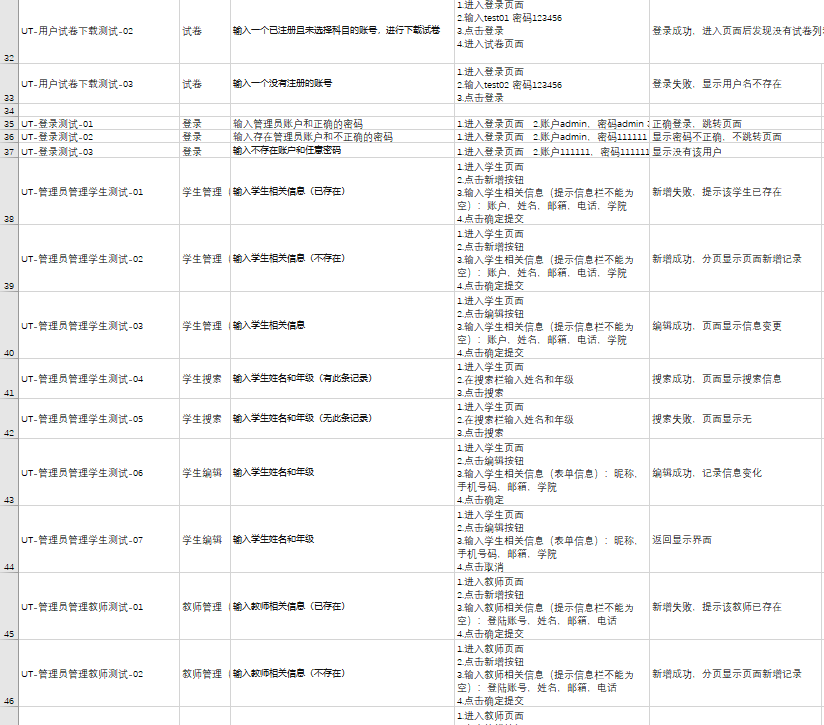 1.进入登录页面
2.输入test01 密码123456
3.点击登录
4.进入试卷页面
32 UT-用户试卷下载测试-02 试卷 输入一个已注册且未选择科目的账号，进行下载试卷 登录成功，进入页面后发现没有试卷列
1.进入登录页面
2.输入test02 密码123456
3.点击登录
33 UT-用户试卷下载测试-03 试卷 输入一个没有注册的账号 登录失败，显示用户名不存在
34
35 UT-登录测试-01 登录 输入管理员账户和正确的密码 1.进入登录页面 2.账户admin，密码admin 正确登录，跳转页面
36 UT-登录测试-02 登录 输入存在管理员账户和不正确的密码 1.进入登录页面 2.账户admin，密码111111 显示密码不正确，不跳转页面
37 UT-登录测试-03 登录 输入不存在账户和任意密码 1.进入登录页面 2.账户111111，密码111111 显示没有该用户
1.进入学生页面
2.点击新增按钮
3.输入学生相关信息（提示信息栏不能为
空）：账户，姓名，邮箱，电话，学院
4.点击确定提交
38 UT-管理员管理学生测试-01 学生管理 输入学生相关信息（已存在） 新增失败，提示该学生已存在
1.进入学生页面
2.点击新增按钮
3.输入学生相关信息（提示信息栏不能为
空）：账户，姓名，邮箱，电话，学院
4.点击确定提交
39 UT-管理员管理学生测试-02 学生管理 输入学生相关信息（不存在） 新增成功，分页显示页面新增记录
1.进入学生页面
2.点击编辑按钮
3.输入学生相关信息（提示信息栏不能为
空）：账户，姓名，邮箱，电话，学院
4.点击确定提交
40 UT-管理员管理学生测试-03 学生管理 输入学生相关信息 编辑成功，页面显示信息变更
1.进入学生页面
2.在搜索栏输入姓名和年级
3.点击搜索
41 UT-管理员管理学生测试-04 学生搜索 输入学生姓名和年级（有此条记录） 搜索成功，页面显示搜索信息
1.进入学生页面
2.在搜索栏输入姓名和年级
3.点击搜索
42 UT-管理员管理学生测试-05 学生搜索 输入学生姓名和年级（无此条记录） 搜索失败，页面显示无
1.进入学生页面
2.点击编辑按钮
3.输入学生相关信息（表单信息）：昵称，
手机号码，邮箱，学院
4.点击确定
43 UT-管理员管理学生测试-06 学生编辑 输入学生姓名和年级 编辑成功，记录信息变化
1.进入学生页面
2.点击编辑按钮
3.输入学生相关信息（表单信息）：昵称，
手机号码，邮箱，学院
4.点击取消
44 UT-管理员管理学生测试-07 学生编辑 输入学生姓名和年级 返回显示界面
1.进入教师页面
2.点击新增按钮
3.输入教师相关信息（提示信息栏不能为
空）：登陆账号，姓名，邮箱，电话
4.点击确定提交
45 UT-管理员管理教师测试-01 教师管理 输入教师相关信息（已存在） 新增失败，提示该教师已存在
1.进入教师页面
2.点击新增按钮
3.输入教师相关信息（提示信息栏不能为
空）：登陆账号，姓名，邮箱，电话
4.点击确定提交
46 UT-管理员管理教师测试-02 教师管理 输入教师相关信息（不存在） 新增成功，分页显示页面新增记录
1.进入教师页面